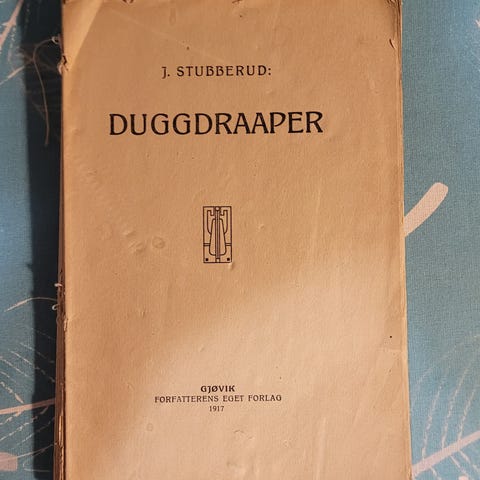 J. STUBBERUD:
DUGGDRAAPER
GJØVIK
FORFATTERENS EGET FORLAG
1917